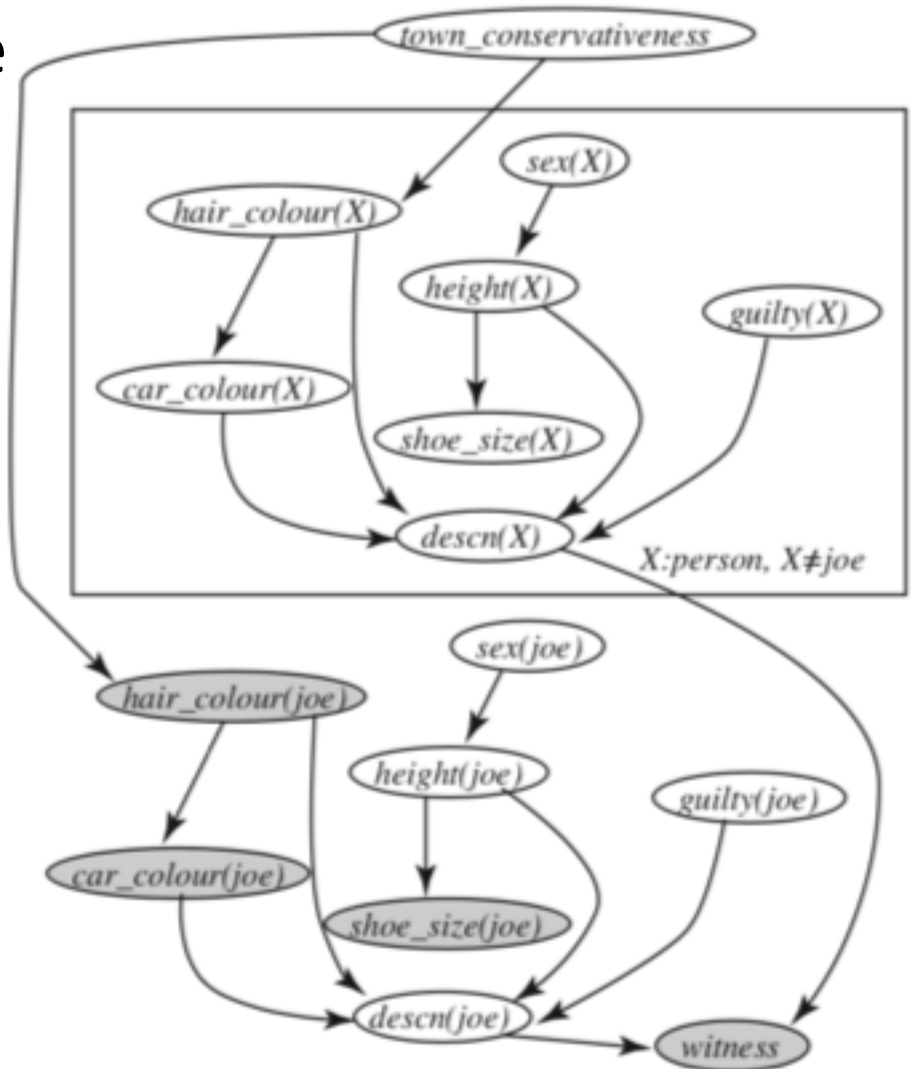 e
town_conservativeness
sex(X)
hair_colour(X)
height(X)
guilty(X)
car_colour(X)
shoe_size(X)
descn(X)
X:person, X≠joe
sex(joe)
hair_colour(joe)
height(joe)
guilty(joe)
car_colour(joe)
shoe_size(joe)
descn(joe)
witness